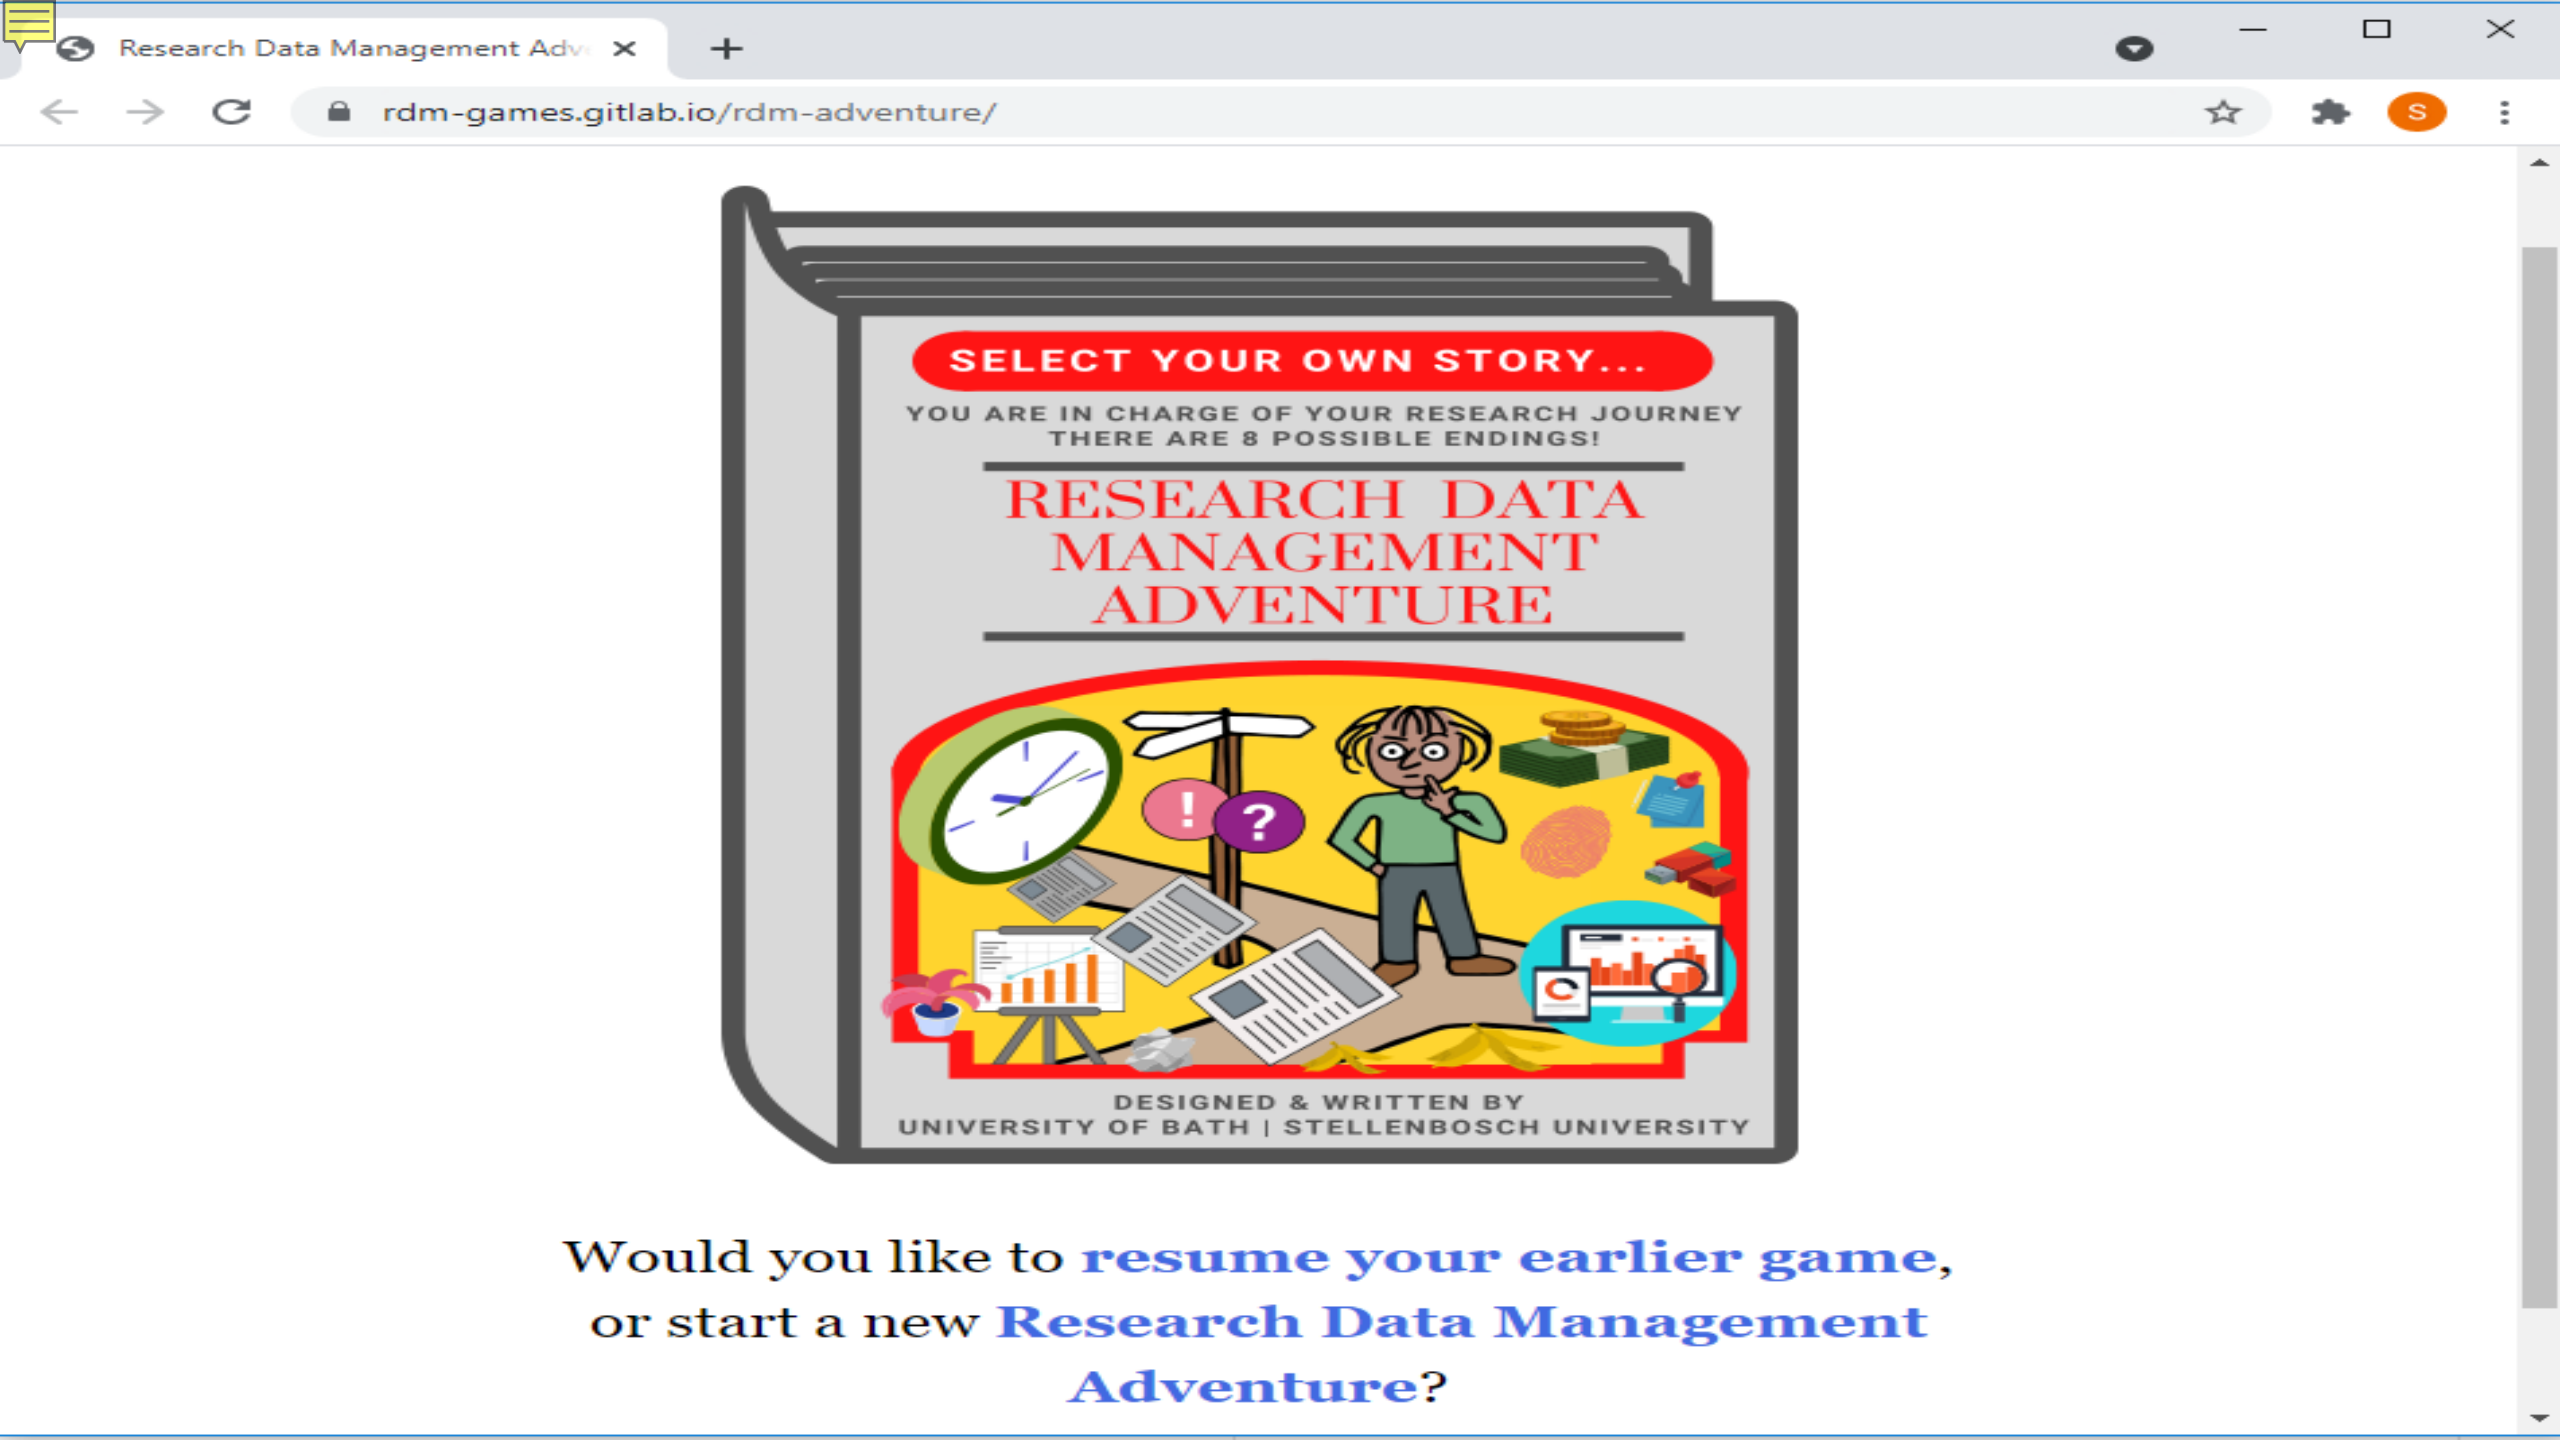 Research Data Management Adv
rdm-games.gitlab.io/rdm-adventure/
S
SELECT YOUR OWN STORY...
YOU ARE IN CHARGE OF YOUR RESEARCH JOURNEY
THERE ARE 8 POSSIBLE ENDINGS!
RESEARCH DATA
MANAGEMENT
ADVENTURE
!
?
DESIGNED & WRITTEN BY
UNIVERSITY OF BATH | STELLENBOSCH UNIVERSITY
Would you like to resume your earlier game,
or start a new Research Data Management
Adventure?